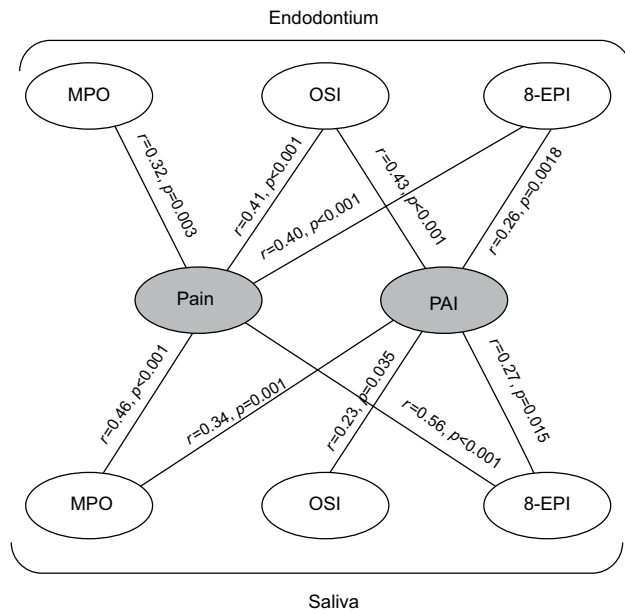 Endodontium
MPO
OSI
8-EPI
r=0.32, p=0.003
r=0.41, p<0.001
r=0.40, p<0.001
r=0.43, p<0.001
r=0.26, p=0.0018
Pain
PAI
r=0.46, p<0.001
r=0.34, p=0.001
r=0.23, p=0.035
r=0.56, p<0.001
r=0.27, p=0.015
MPO
OSI
8-EPI
Saliva